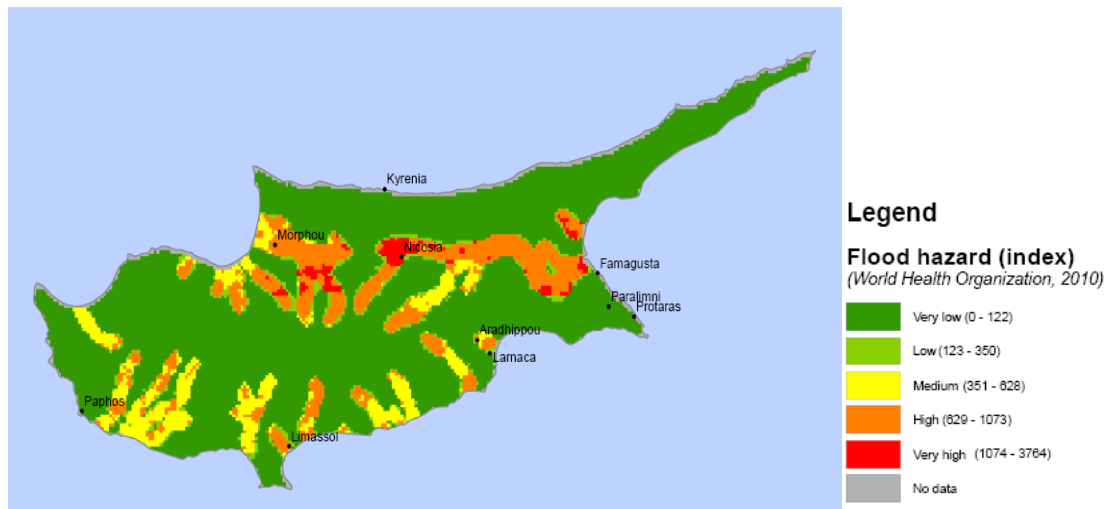 Kyrenia
Morphou
Nicosia
Famagusta
Paralimni
Protaras
Aradhippou
Larnaca
Paphos
Limassol
Legend
Flood hazard (index)
(World Health Organization, 2010)
Very low (0 - 122)
Low (123 - 350)
Medium (351 - 628)
High (629 - 1073)
Very high (1074 - 3764)
No data